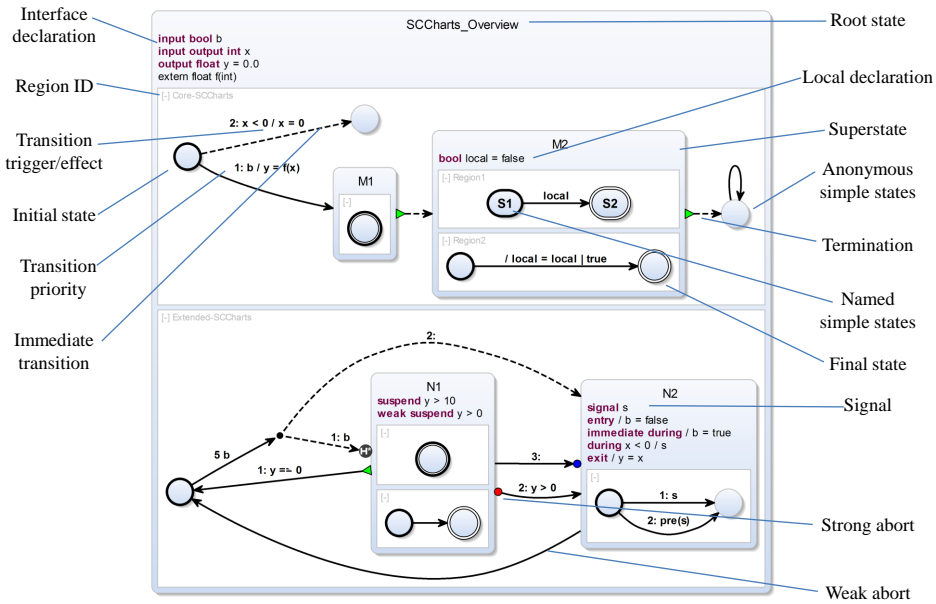 Interface
declaration
Region ID
Transition
trigger/effect
Initial state
Transition
priority
Immediate
transition
SCCharts_Overview
input bool b
input output int x
output float y = 0.0
extern float f(int)
[-] Core-SCCharts
2: x < 0 / x = 0
1: b / y = f(x)
M1
[-]
M2
bool local = false
[-] Region1
S1
local
S2
[-] Region2
/ local = local | true
[-] Extended-SCCharts
2:
N1
suspend y > 10
weak suspend y > 0
[-]
[-]
1: b
H*
5 b
1: y == 0
3:
2: y > 0
N2
signal s
entry / b = false
immediate during / b = true
during x < 0 / s
exit / y = x
[-]
1: s
2: pre(s)
Root state
Local declaration
Superstate
Anonymous
simple states
Termination
Named
simple states
Final state
Signal
Strong abort
Weak abort